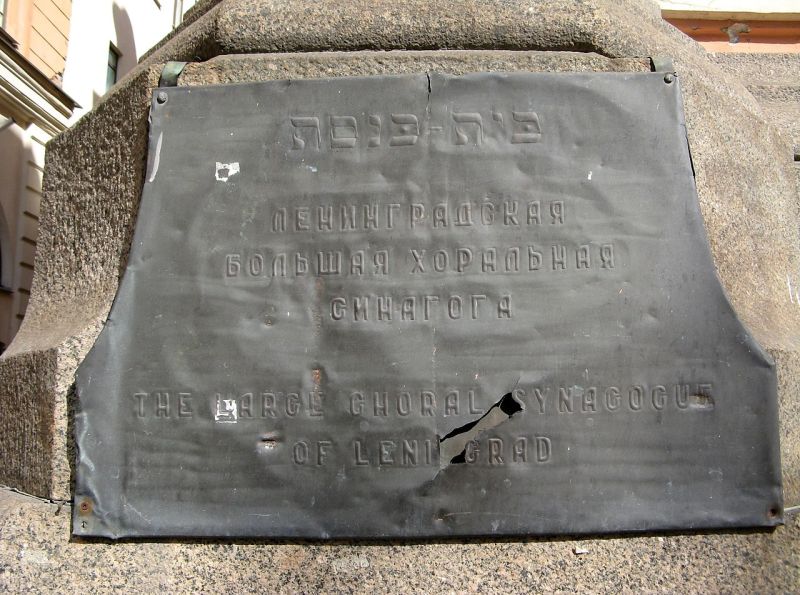 בית-כנסת
ЛЕНИНГРАДСКАЯ
БОЛЬШАЯ ХОРАЛЬНАЯ
СИНАГОГА
THE LARGE CHORAL SYNAGOGUE
OF LENINGRAD